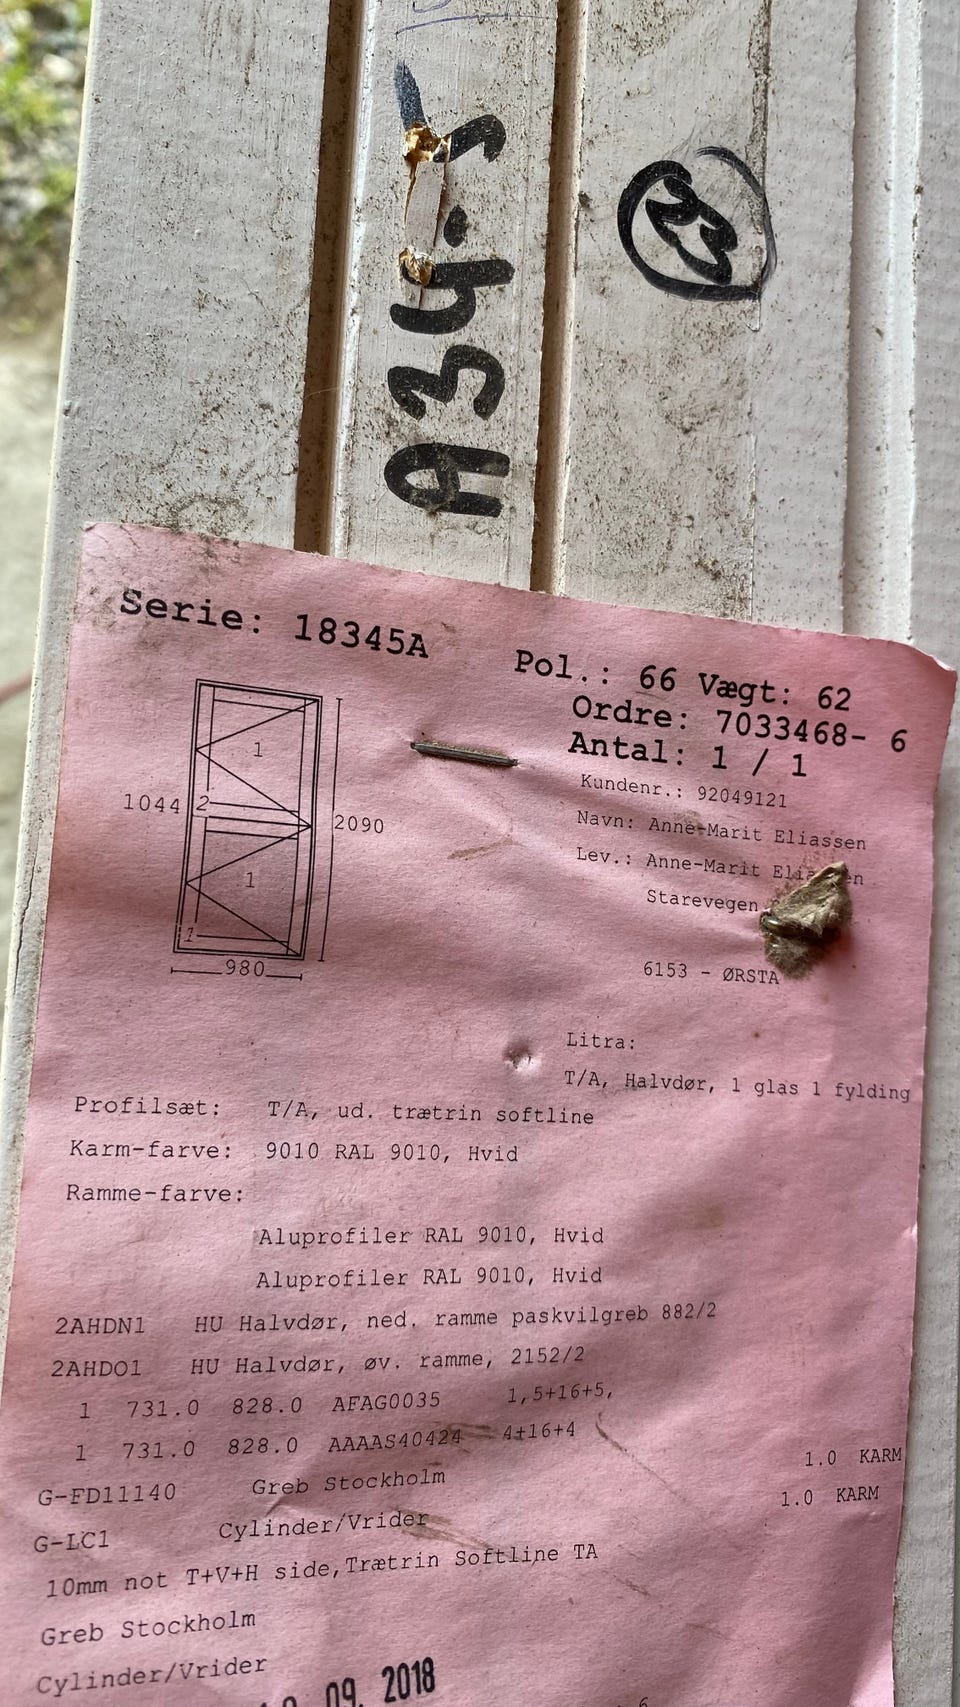 A34.5
23
Serie: 18345A
Pol.: 66 Vægt: 62
Ordre: 7033468- 6
Antal: 1 / 1
Kundenr.: 92049121
Navn: Anne-Marit Eliassen
Lev.: Anne-Marit
Starevegen
6153 - ØRSTA
1
1044
2
2090
1
1
980
Litra:
T/A, Halvdør, 1 glas 1 fylding
Profilsæt: T/A, ud. trætrin softline
Karm-farve: 9010 RAL 9010, Hvid
Ramme-farve:
Aluprofiler RAL 9010, Hvid
Aluprofiler RAL 9010, Hvid
2AHDN1 HU Halvdør, ned. ramme paskvilgreb 882/2
2AHDO1 HU Halvdør, øv. ramme, 2152/2
1 731.0 828.0 AFAG0035 1,5+16+5,
1 731.0 828.0 AAAAS40424 4+16+4
G-FD11140 Greb Stockholm 1.0 KARM
G-LC1 Cylinder/Vrider 1.0 KARM
10mm not T+V+H side,Trætrin Softline TA
Greb Stockholm
Cylinder/Vrider
09. 2018